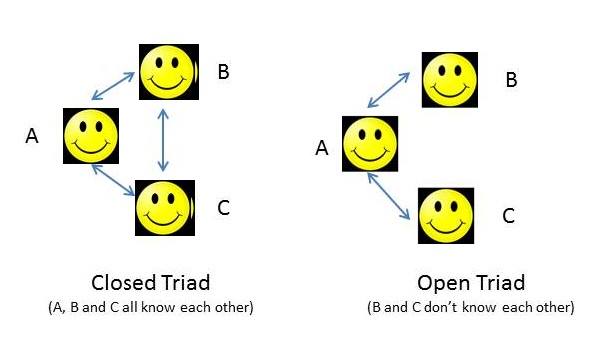 B
A
C
Closed Triad
(A, B and C all know each other)
B
A
C
Open Triad
(B and C don't know each other)